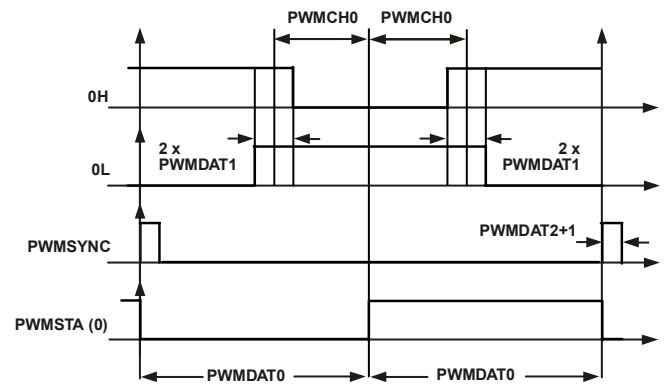 PWMCH0 PWMCH0
0H
2 x
PWMDAT1
2 x
PWMDAT1
0L
PWMSYNC
PWMDAT2+1
PWMSTA (0)
PWMDAT0 PWMDAT0